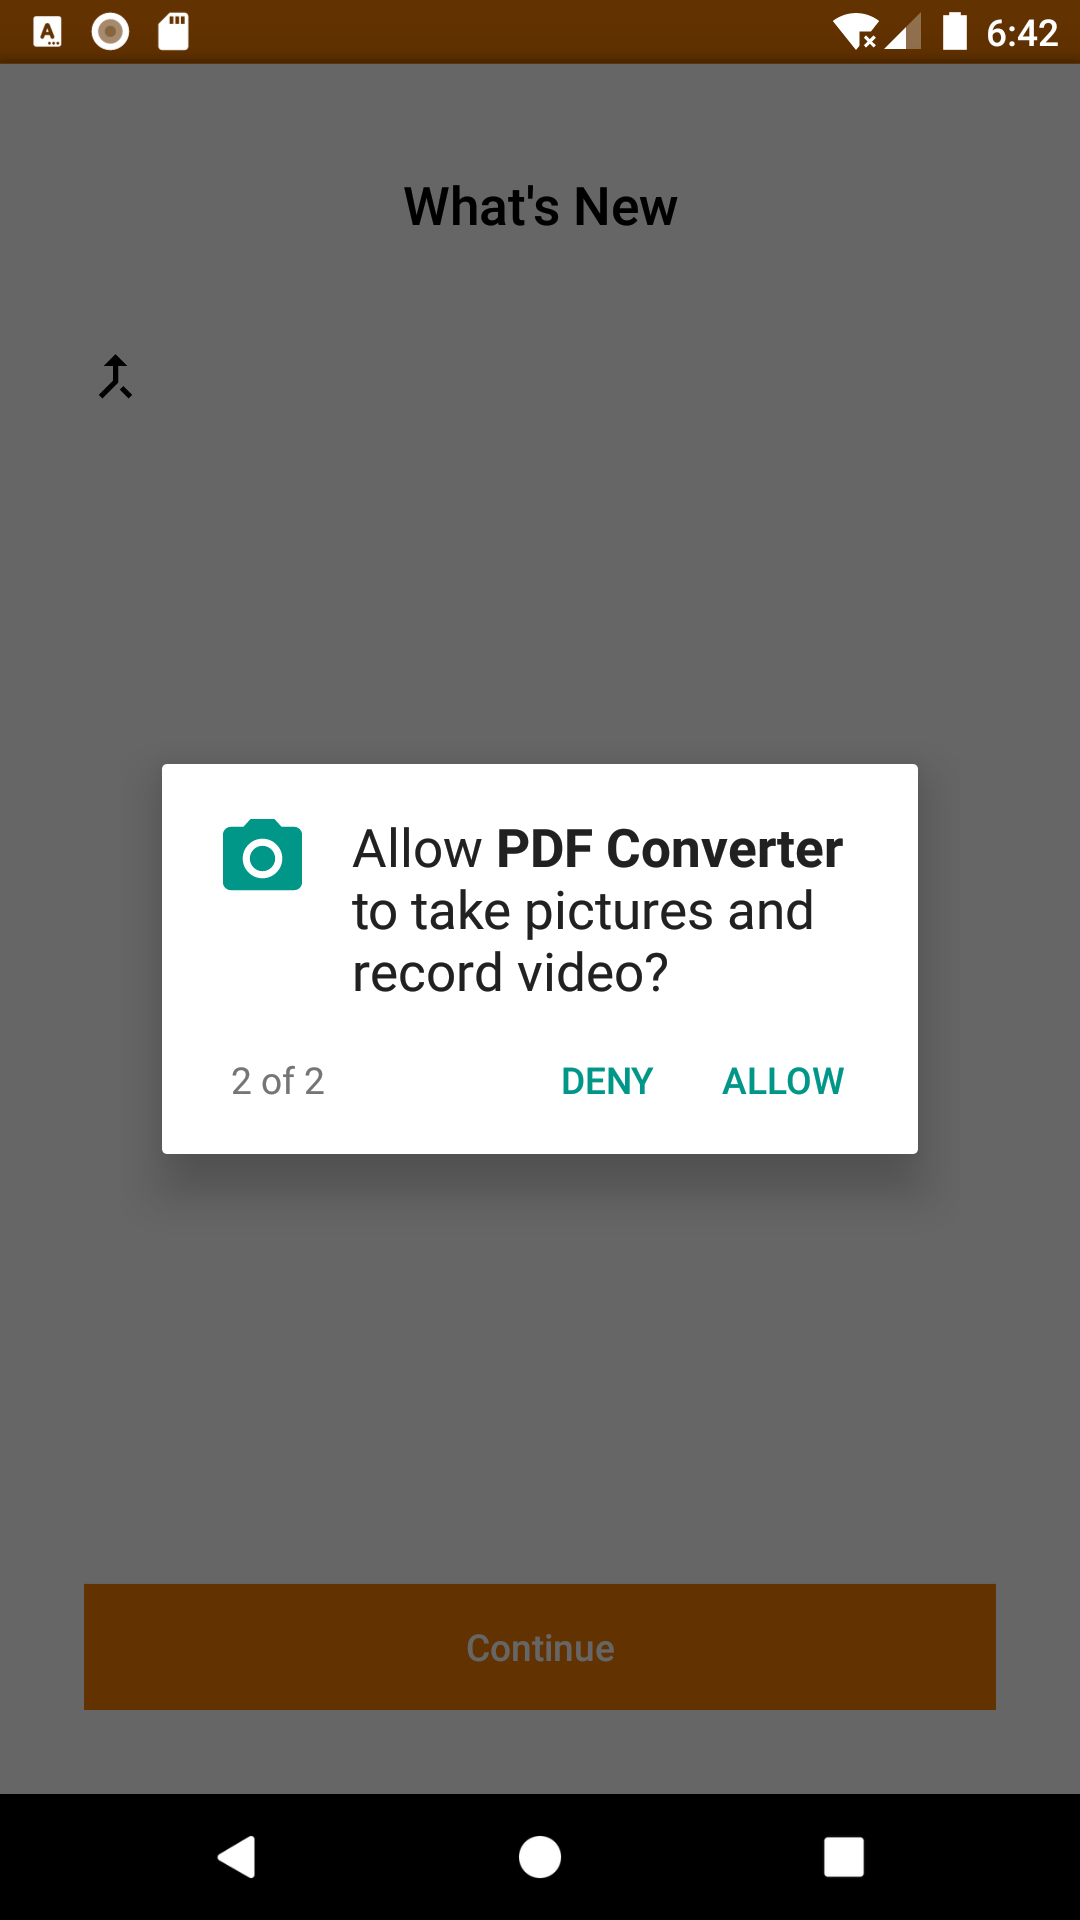 6:42
What's New
Allow PDF Converter
to take pictures and
record video?
2 of 2 DENY ALLOW
Continue